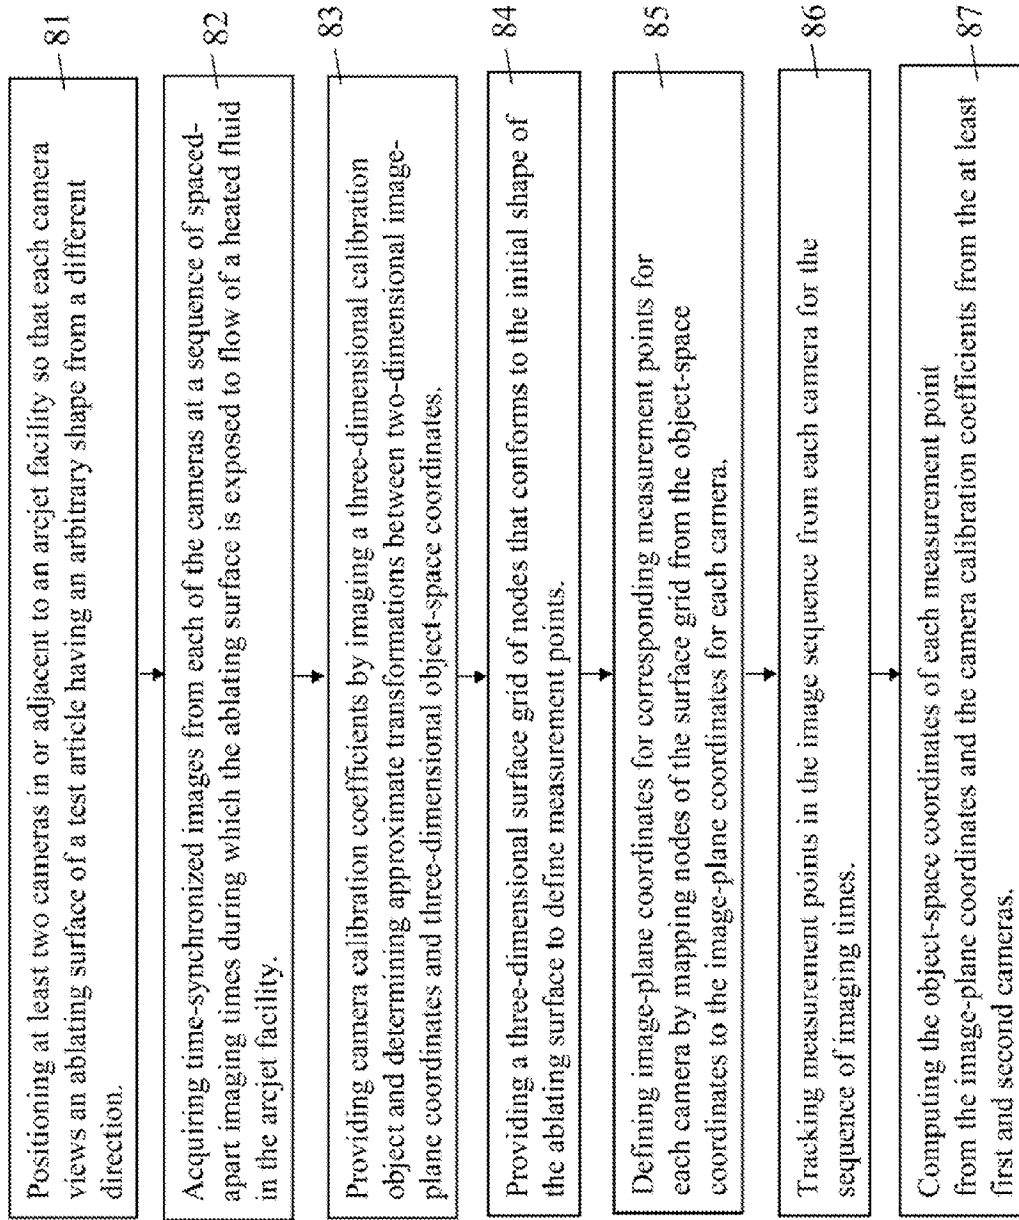 Positioning at least two cameras in or adjacent to an arcjet facility so that each camera
views an ablating surface of a test article having an arbitrary shape from a different
direction.
81
Acquiring time-synchronized images from each of the cameras at a sequence of spaced-
apart imaging times during which the ablating surface is exposed to flow of a heated fluid
in the arcjet facility.
82
Providing camera calibration coefficients by imaging a three-dimensional calibration
object and determining approximate transformations between two-dimensional image-
plane coordinates and three-dimensional object-space coordinates.
83
Providing a three-dimensional surface grid of nodes that conforms to the initial shape of
the ablating surface to define measurement points.
84
Defining image-plane coordinates for corresponding measurement points for
each camera by mapping nodes of the surface grid from the object-space
coordinates to the image-plane coordinates for each camera.
85
Tracking measurement points in the image sequence from each camera for the
sequence of imaging times.
86
Computing the object-space coordinates of each measurement point
from the image-plane coordinates and the camera calibration coefficients from the at least
first and second cameras.
87